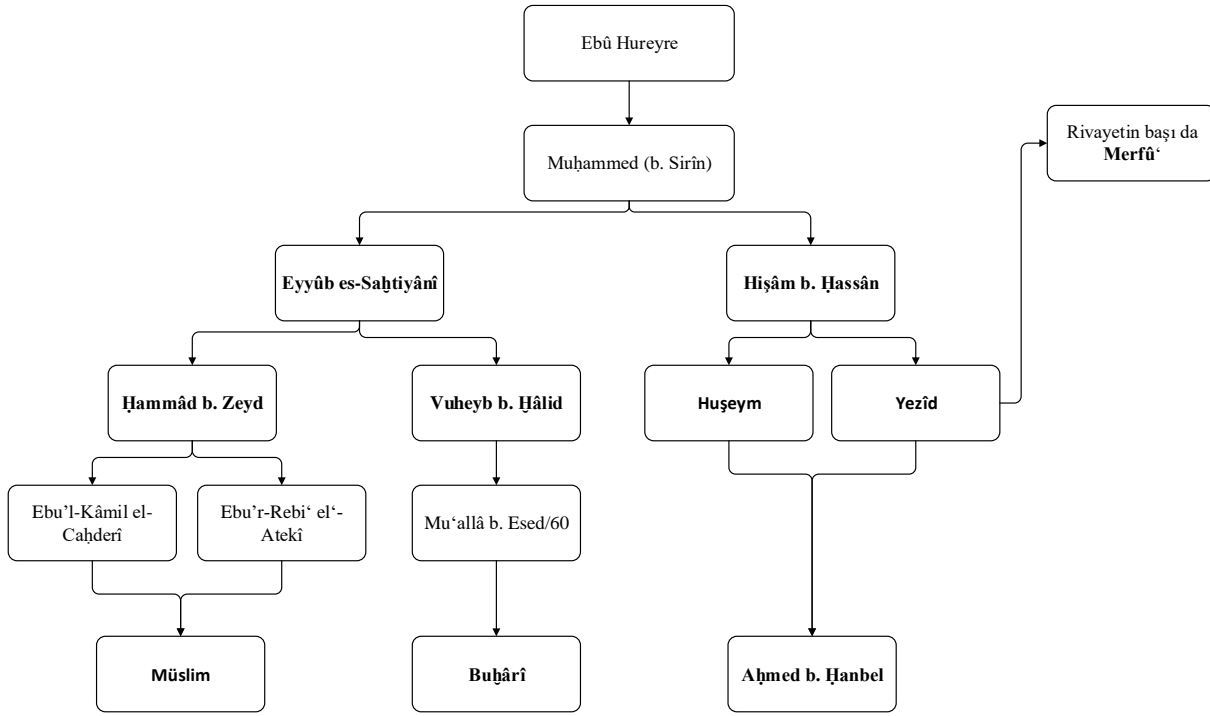 Ebû Hureyre
Rivayetin başı da
Merfû‘
Muḥammed (b. Sirîn)
Eyyûb es-Saḫtiyânî
Hişâm b. Ḥassân
Ḥammâd b. Zeyd
Vuheyb b. Ḫâlid
Huşeym
Yezîd
Ebu’l-Kâmil el-
Caḥderî
Ebu’r-Rebi‘ el‘-
Atekî
Mu‘allâ b. Esed/60
Müslim
Buḫârî
Aḥmed b. Ḥanbel